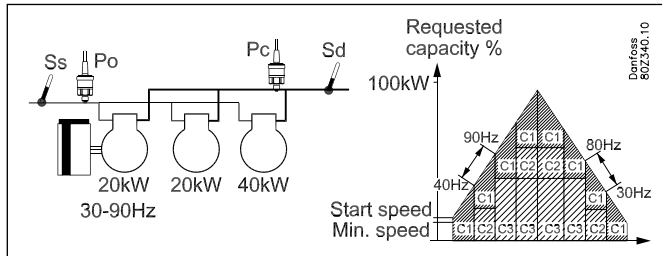 Ss
Po
Pc
Sd
20kW
20kW
40kW
30-90Hz
Requested
capacity %
100kW
Danfoss
80Z340.10
90Hz
80Hz
40Hz
30Hz
C1 C1
C1 C2 C2 C1
C1 C1
Start speed
Min. speed
C1 C2 C3 C3 C3 C3 C2 C1